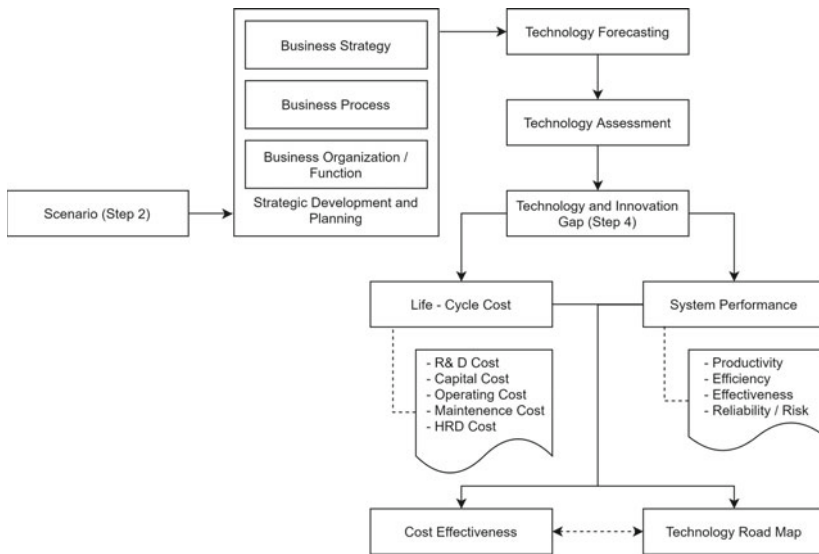 Business Strategy
Technology Forecasting
Business Process
Technology Assessment
Business Organization /
Function
Strategic Development and
Planning
Scenario (Step 2)
Technology and Innovation
Gap (Step 4)
Life - Cycle Cost
System Performance
- R& D Cost
- Capital Cost
- Operating Cost
- Maintenence Cost
- HRD Cost
- Productivity
- Efficiency
- Effectiveness
- Reliability / Risk
Cost Effectiveness
Technology Road Map